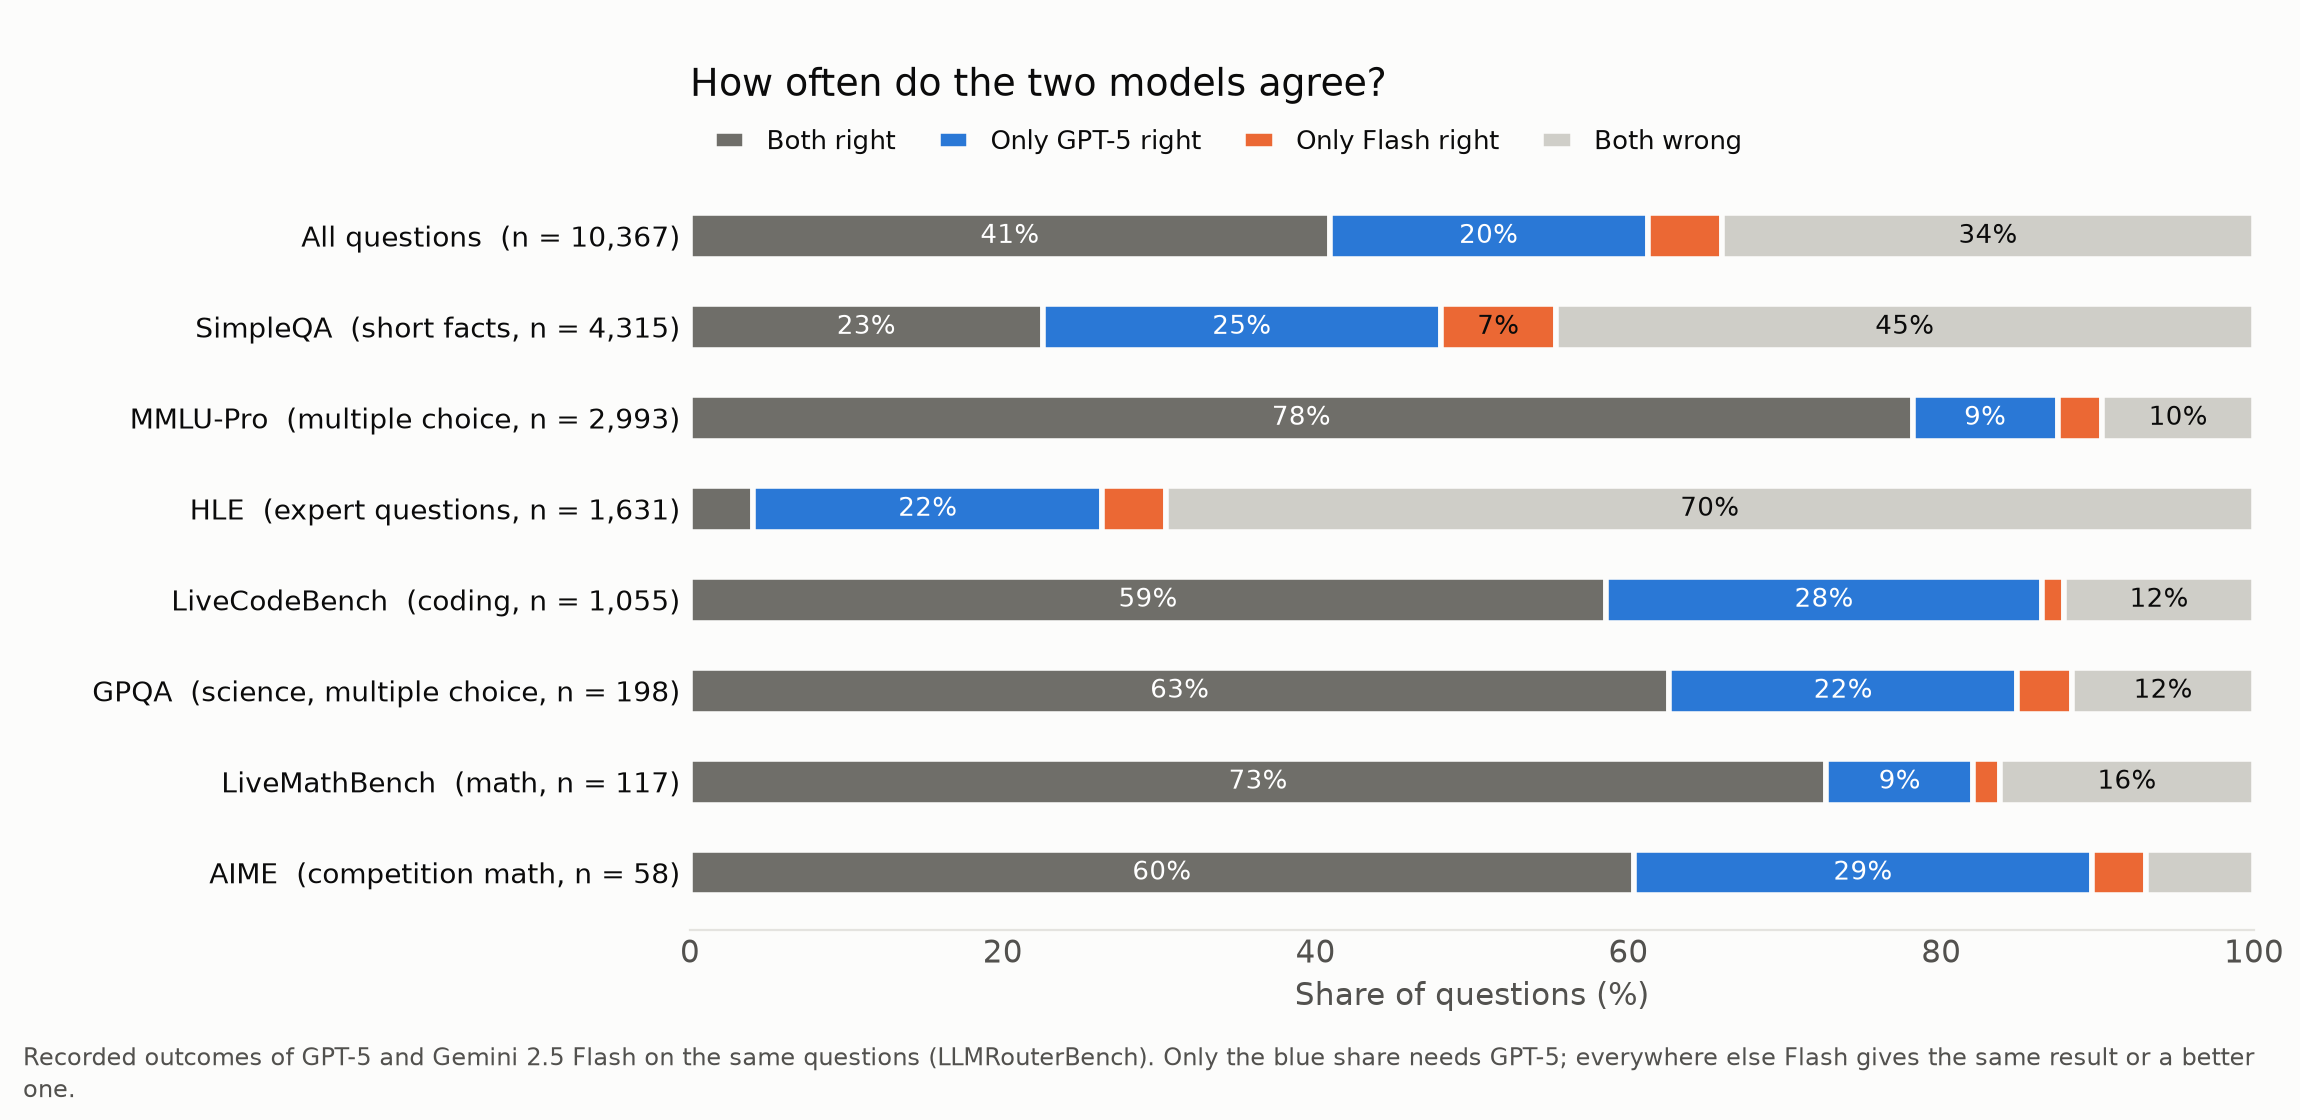 How often do the two models agree?
Both right Only GPT-5 right Only Flash right Both wrong
All questions (n = 10,367) 41% 20% 34%
SimpleQA (short facts, n = 4,315) 23% 25% 7% 45%
MMLU-Pro (multiple choice, n = 2,993) 78% 9% 10%
HLE (expert questions, n = 1,631) 22% 70%
LiveCodeBench (coding, n = 1,055) 59% 28% 12%
GPQA (science, multiple choice, n = 198) 63% 22% 12%
LiveMathBench (math, n = 117) 73% 9% 16%
AIME (competition math, n = 58) 60% 29%
0 20 40 60 80 100
Share of questions (%)
Recorded outcomes of GPT-5 and Gemini 2.5 Flash on the same questions (LLMRouterBench). Only the blue share needs GPT-5; everywhere else Flash gives the same result or a better
one.